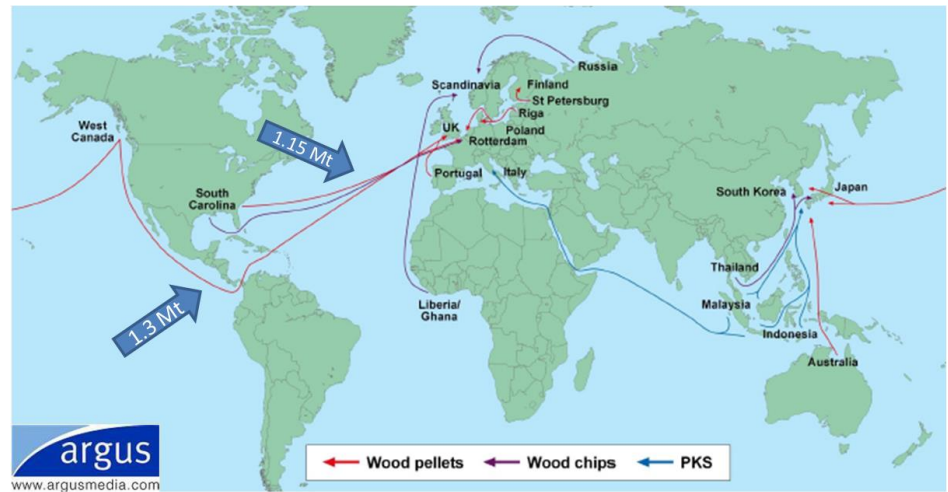 Russia
Scandinavia
Finland
St Petersburg
Riga
West
Canada
UK
Poland
Rotterdam
1.15 Mt
Portugal
Italy
South
Carolina
South Korea
Japan
Thailand
Malaysia
Liberia/
Ghana
Indonesia
1.3 Mt
Australia
argus
www.argusmedia.com
Wood pellets
Wood chips
PKS